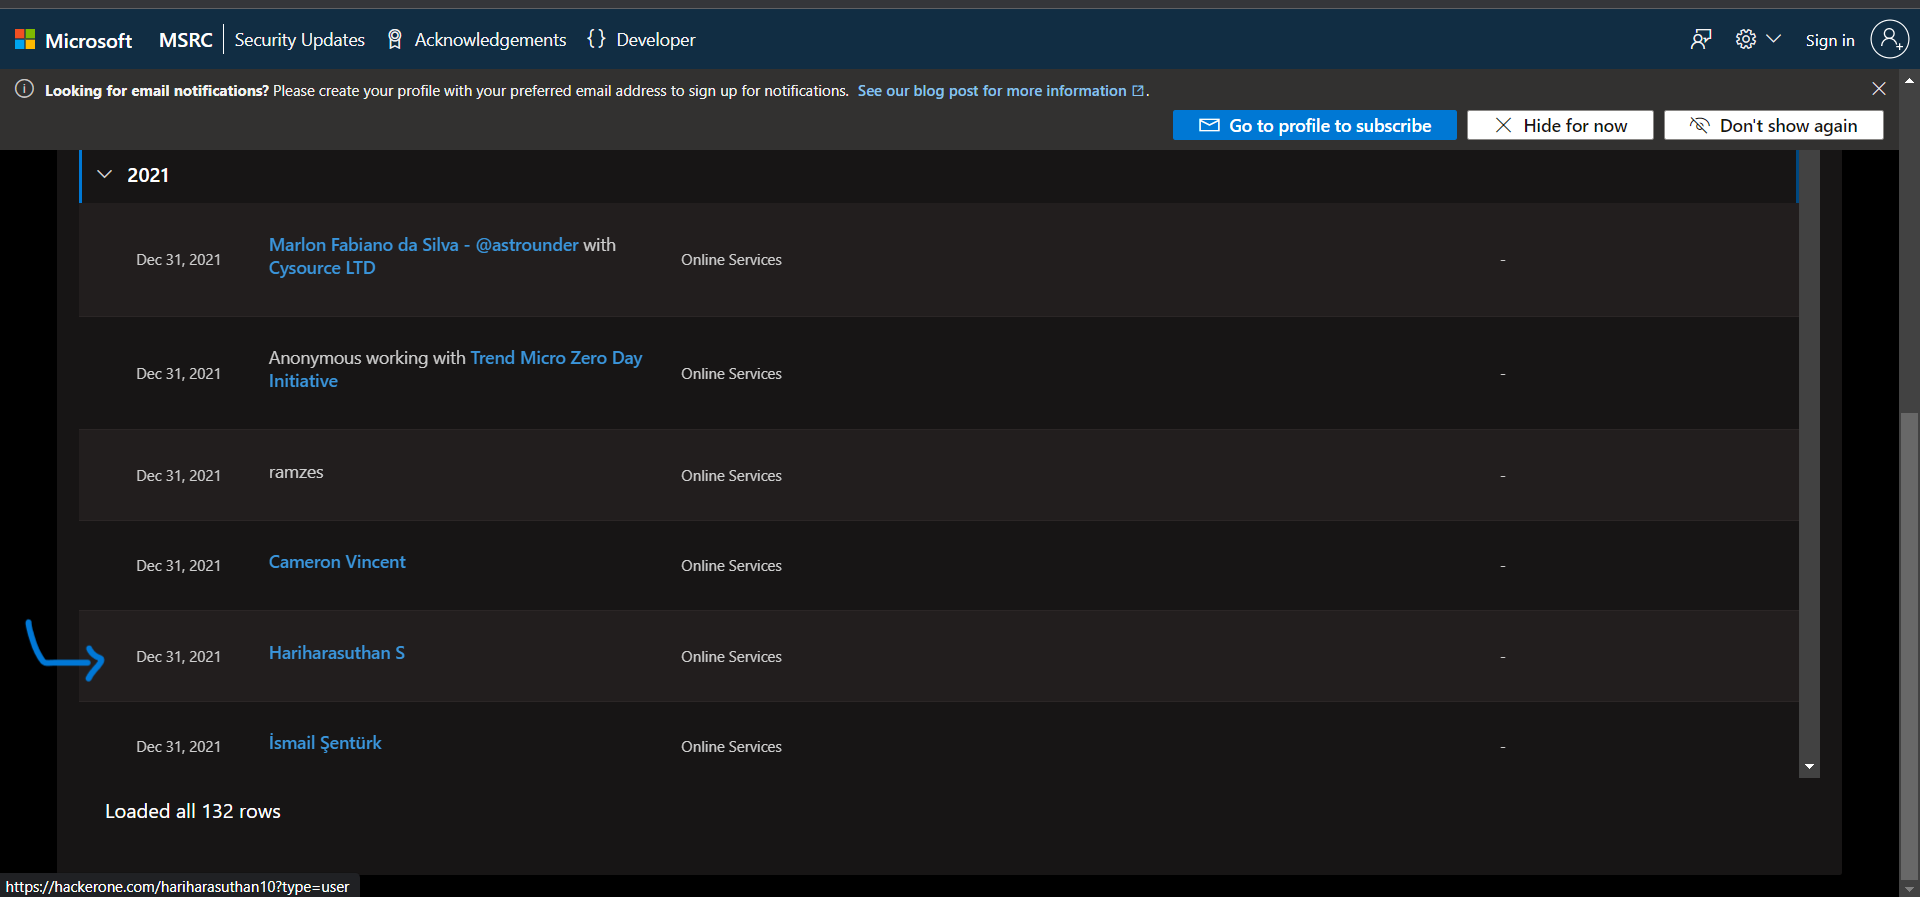 Microsoft MSRC Security Updates Acknowledgements {} Developer Sign in
Looking for email notifications? Please create your profile with your preferred email address to sign up for notifications. See our blog post for more information.
Go to profile to subscribe Hide for now Don't show again
2021
Dec 31, 2021 Marlon Fabiano da Silva - @astrounder with Online Services -
Cysource LTD
Dec 31, 2021 Anonymous working with Trend Micro Zero Day Online Services -
Initiative
Dec 31, 2021 ramzes Online Services -
Dec 31, 2021 Cameron Vincent Online Services -
Dec 31, 2021 Hariharasuthan S Online Services -
Dec 31, 2021 İsmail Şentürk Online Services -
Loaded all 132 rows
https://hackerone.com/hariharasuthan10?type=user